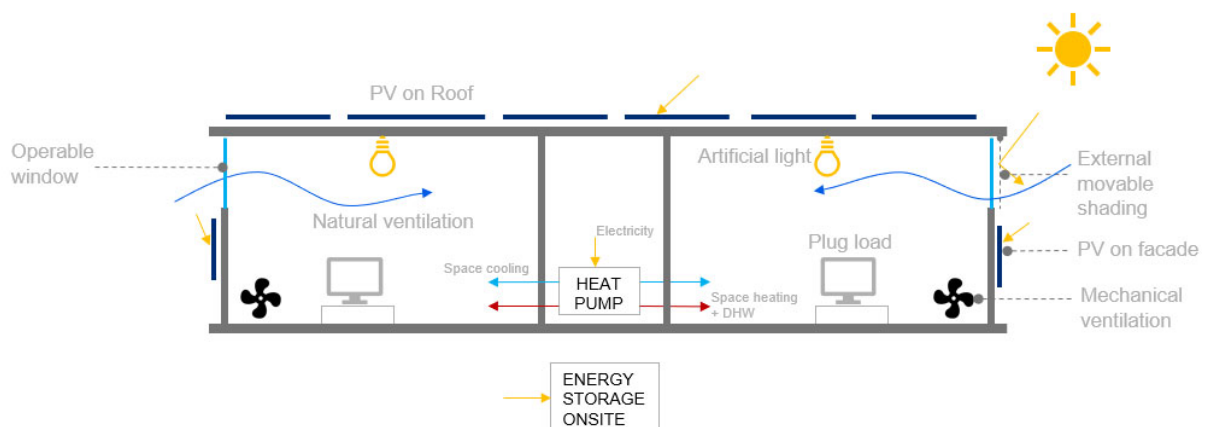 PV on Roof
Operable
window
Artificial light
External
movable
shading
Natural ventilation
Electricity
Plug load
PV on facade
Space cooling
HEAT
PUMP
Space heating
+ DHW
Mechanical
ventilation
ENERGY
STORAGE
ONSITE